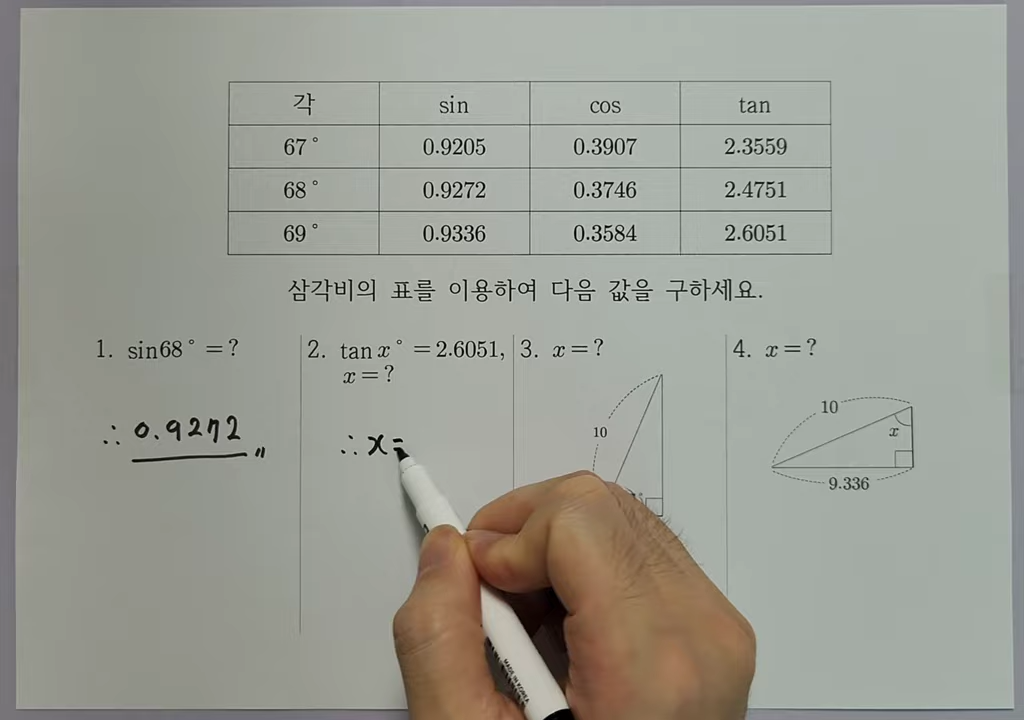 각 sin cos tan
67° 0.9205 0.3907 2.3559
68° 0.9272 0.3746 2.4751
69° 0.9336 0.3584 2.6051
삼각비의 표를 이용하여 다음 값을 구하세요.
1. sin68°=?
∴ 0.9272 〃
2. tan x°=2.6051,
x=?
∴ x=
3. x=?
10
4. x=?
10
x
9.336
MADE IN KOREA